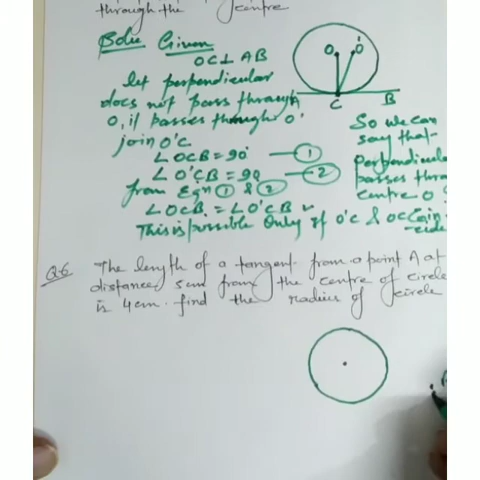 through the centre
Solu Given
OC⊥ AB
let perpendicular
does not pass through
O, it passes through O'
join O'C
∠OCB = 90° — ①
∠O'CB = 90 — ②
from Eqn ① & ②
∠OCB = ∠O'CB
This is possible Only if O'C & OC Coin-
cide
O O'
A C B
So we can
say that
perpendicula
passes thro
centre O
Q.6 The length of a tangent from a point A at
distance 5cm from the centre of circle
is 4cm. find the radius of circle